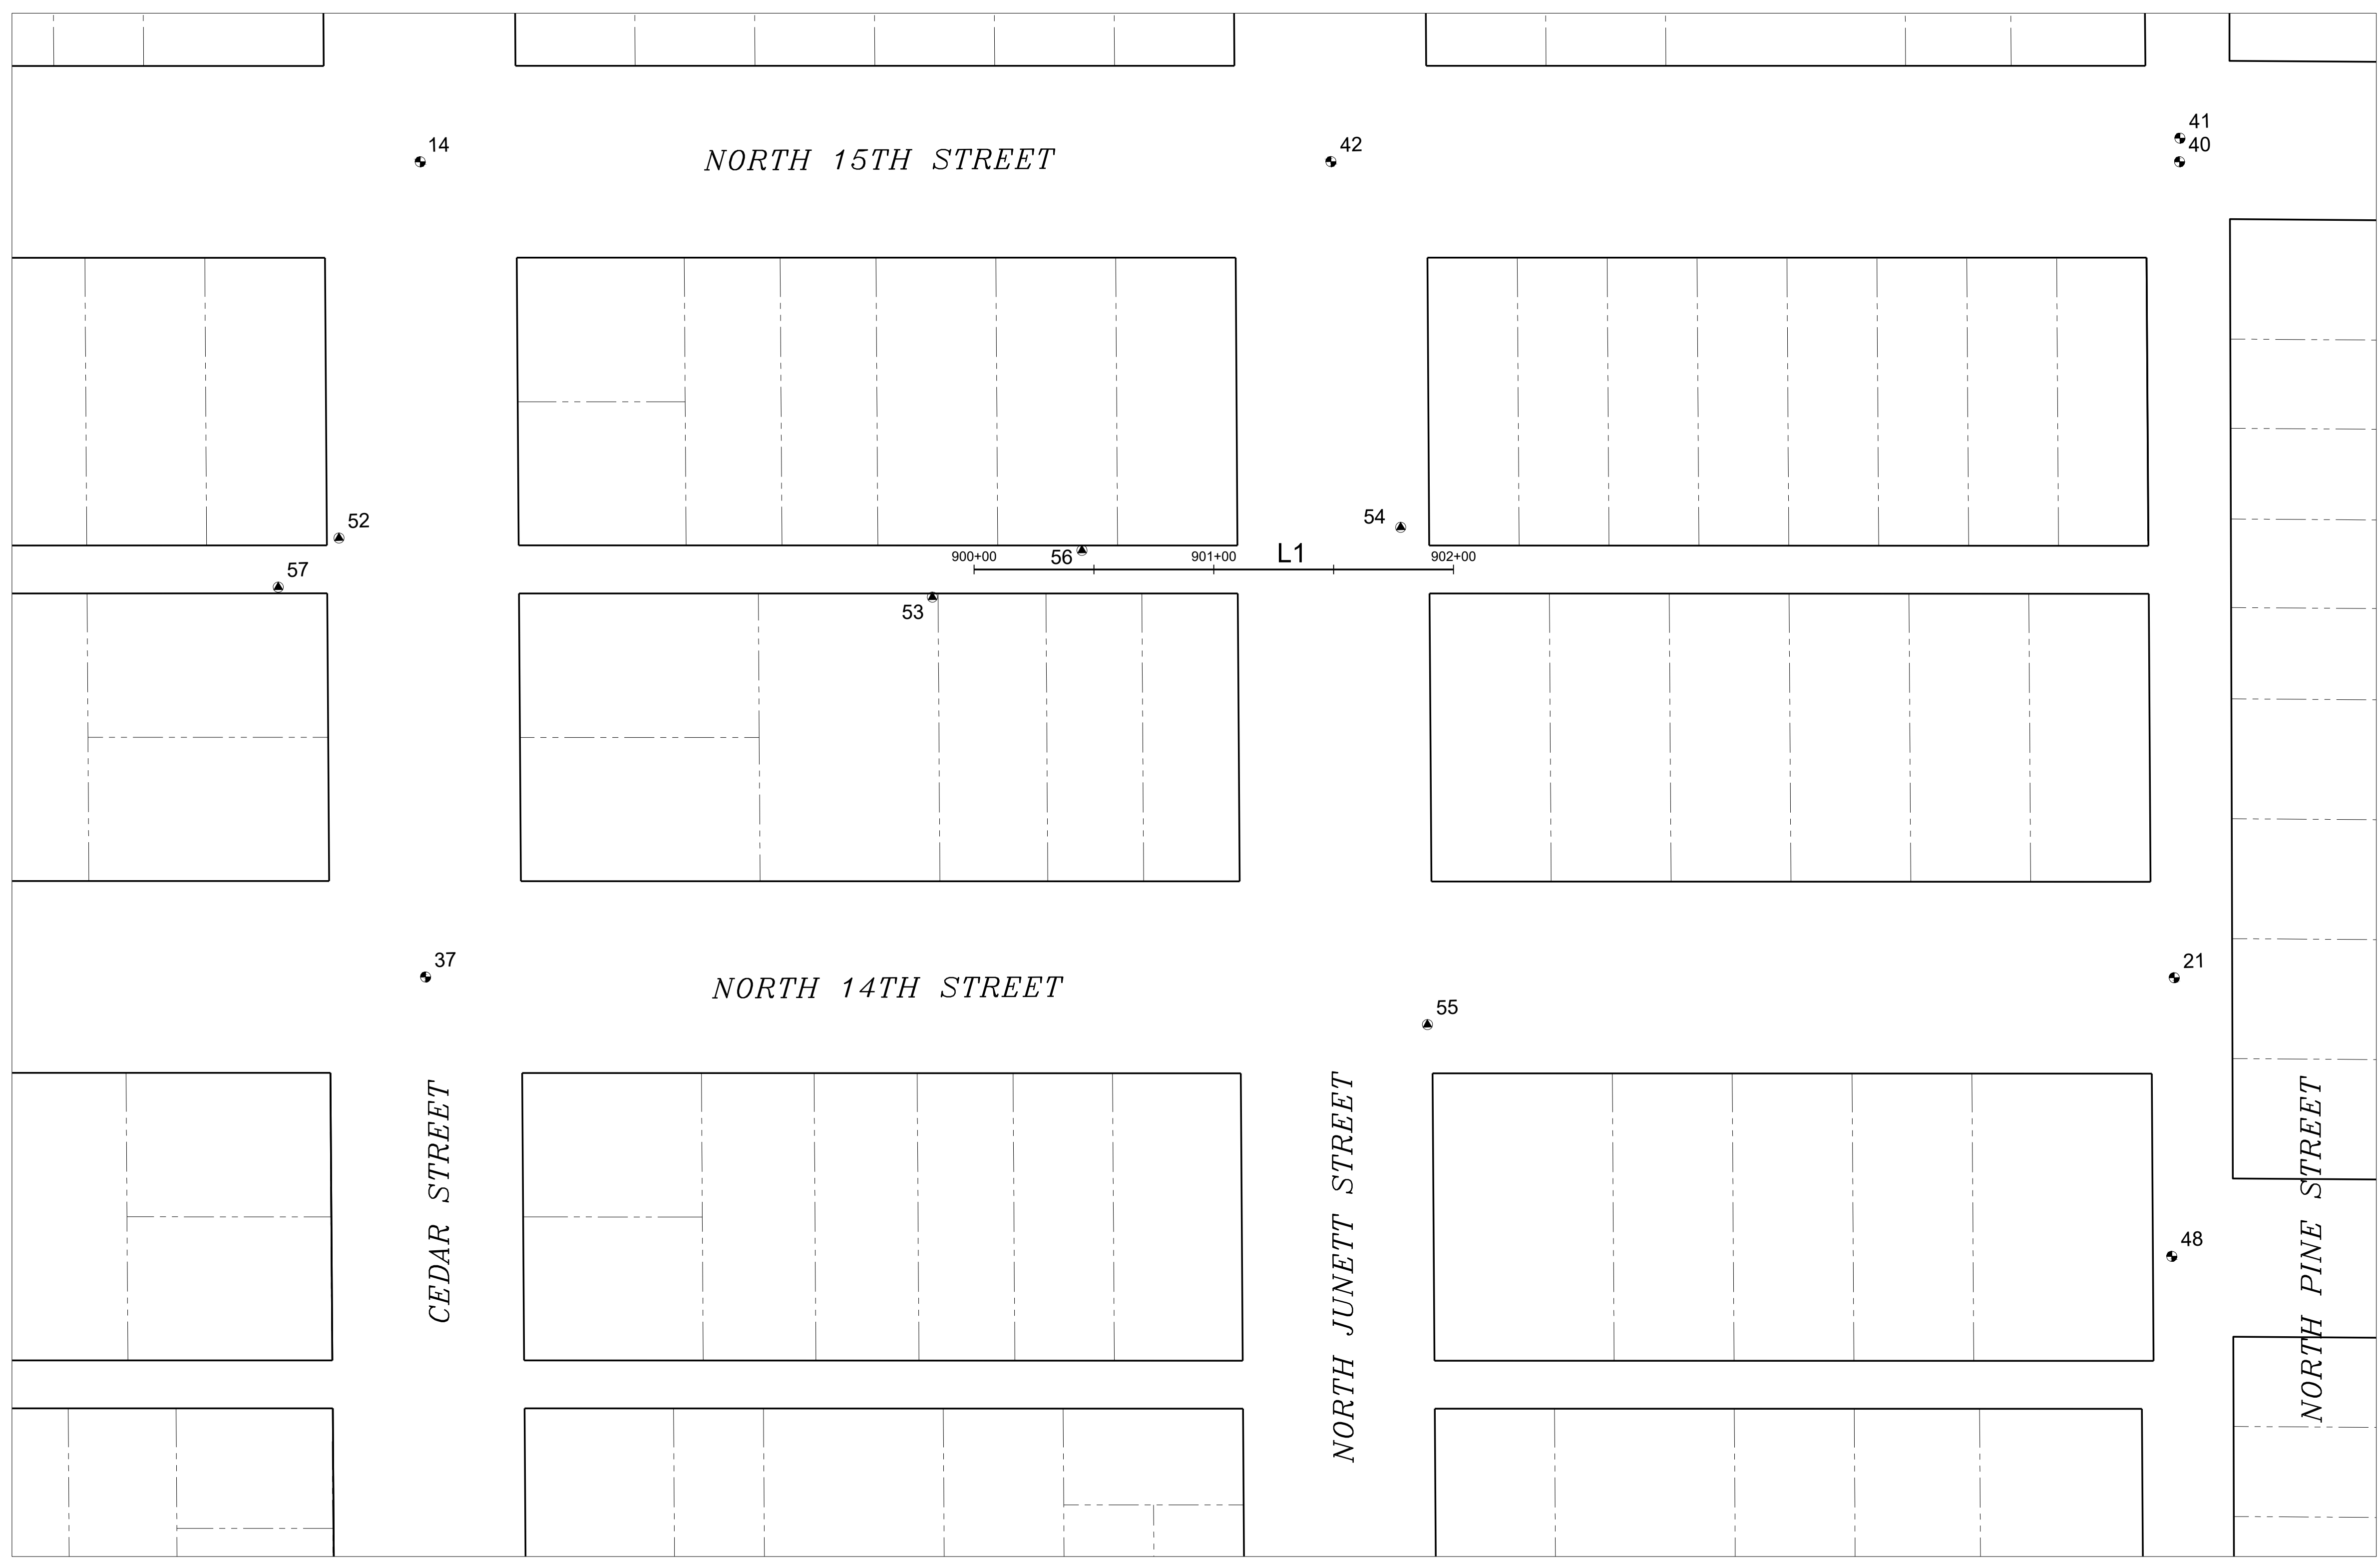 41
14
NORTH 15TH STREET
42
40
52
54
900+00
56
901+00
L1
902+00
57
53
37
NORTH 14TH STREET
21
55
CEDAR STREET
NORTH JUNETT STREET
NORTH PINE STREET
48